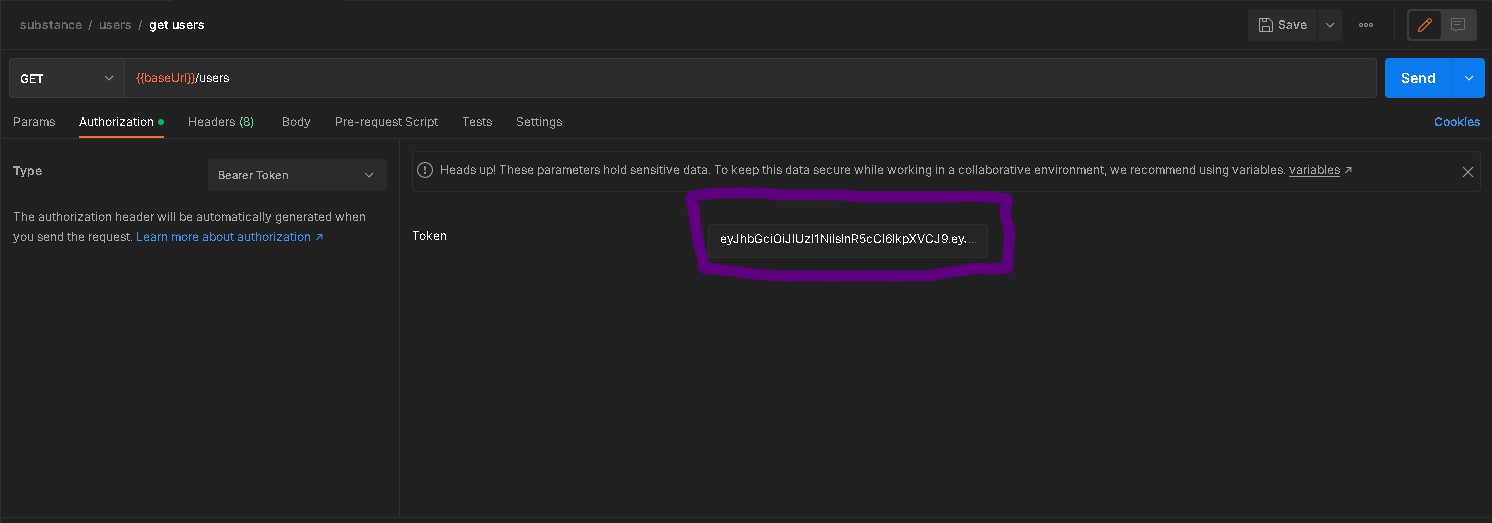 substance / users / get users
Save
GET
{{baseUrl}}/users
Send
Params
Authorization
Headers (8)
Body
Pre-request Script
Tests
Settings
Cookies
Type
Bearer Token
Heads up! These parameters hold sensitive data. To keep this data secure while working in a collaborative environment, we recommend using variables. variables ↗
The authorization header will be automatically generated when
you send the request. Learn more about authorization ↗
Token
eyJhbGciOiJIUzI1NiIsInR5cCI6IkpXVCJ9.ey...